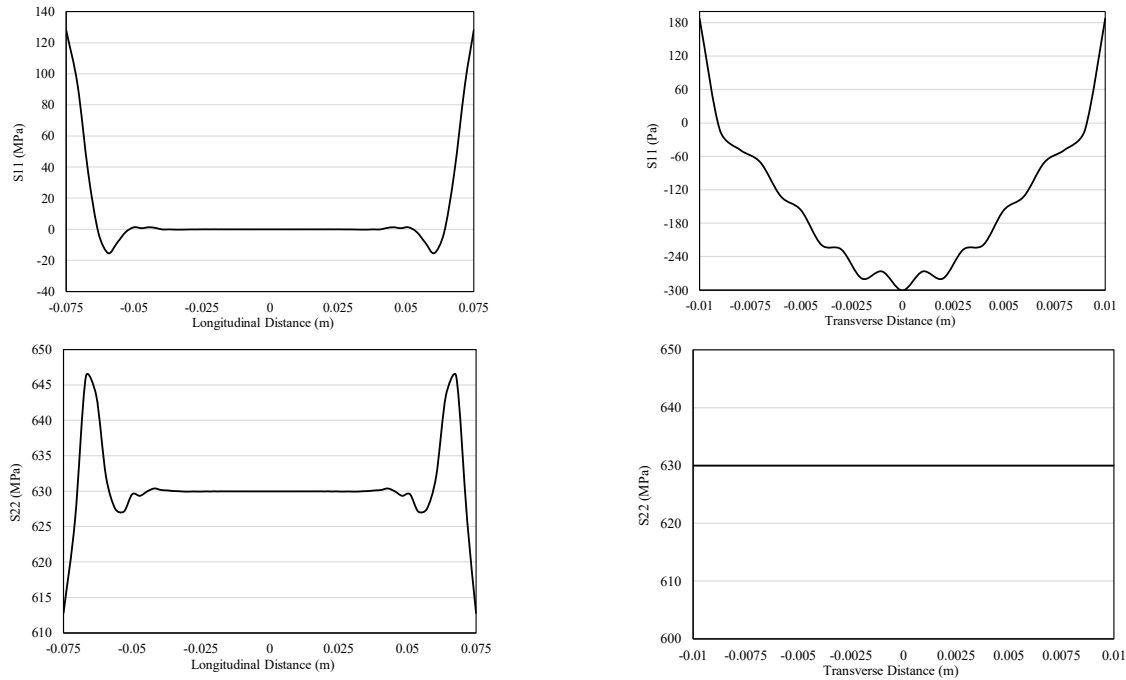 140
120
100
80
60
40
20
0
-20
-40
S11 (MPa)
-0.075 -0.05 -0.025 0 0.025 0.05 0.075
Longitudinal Distance (m)
180
120
60
0
-60
-120
-180
-240
-300
S11 (Pa)
-0.01 -0.0075 -0.005 -0.0025 0 0.0025 0.005 0.0075 0.01
Transverse Distance (m)
650
645
640
635
630
625
620
615
610
S22 (MPa)
-0.075 -0.05 -0.025 0 0.025 0.05 0.075
Longitudinal Distance (m)
650
640
630
620
610
600
S22 (MPa)
-0.01 -0.0075 -0.005 -0.0025 0 0.0025 0.005 0.0075 0.01
Transverse Distance (m)